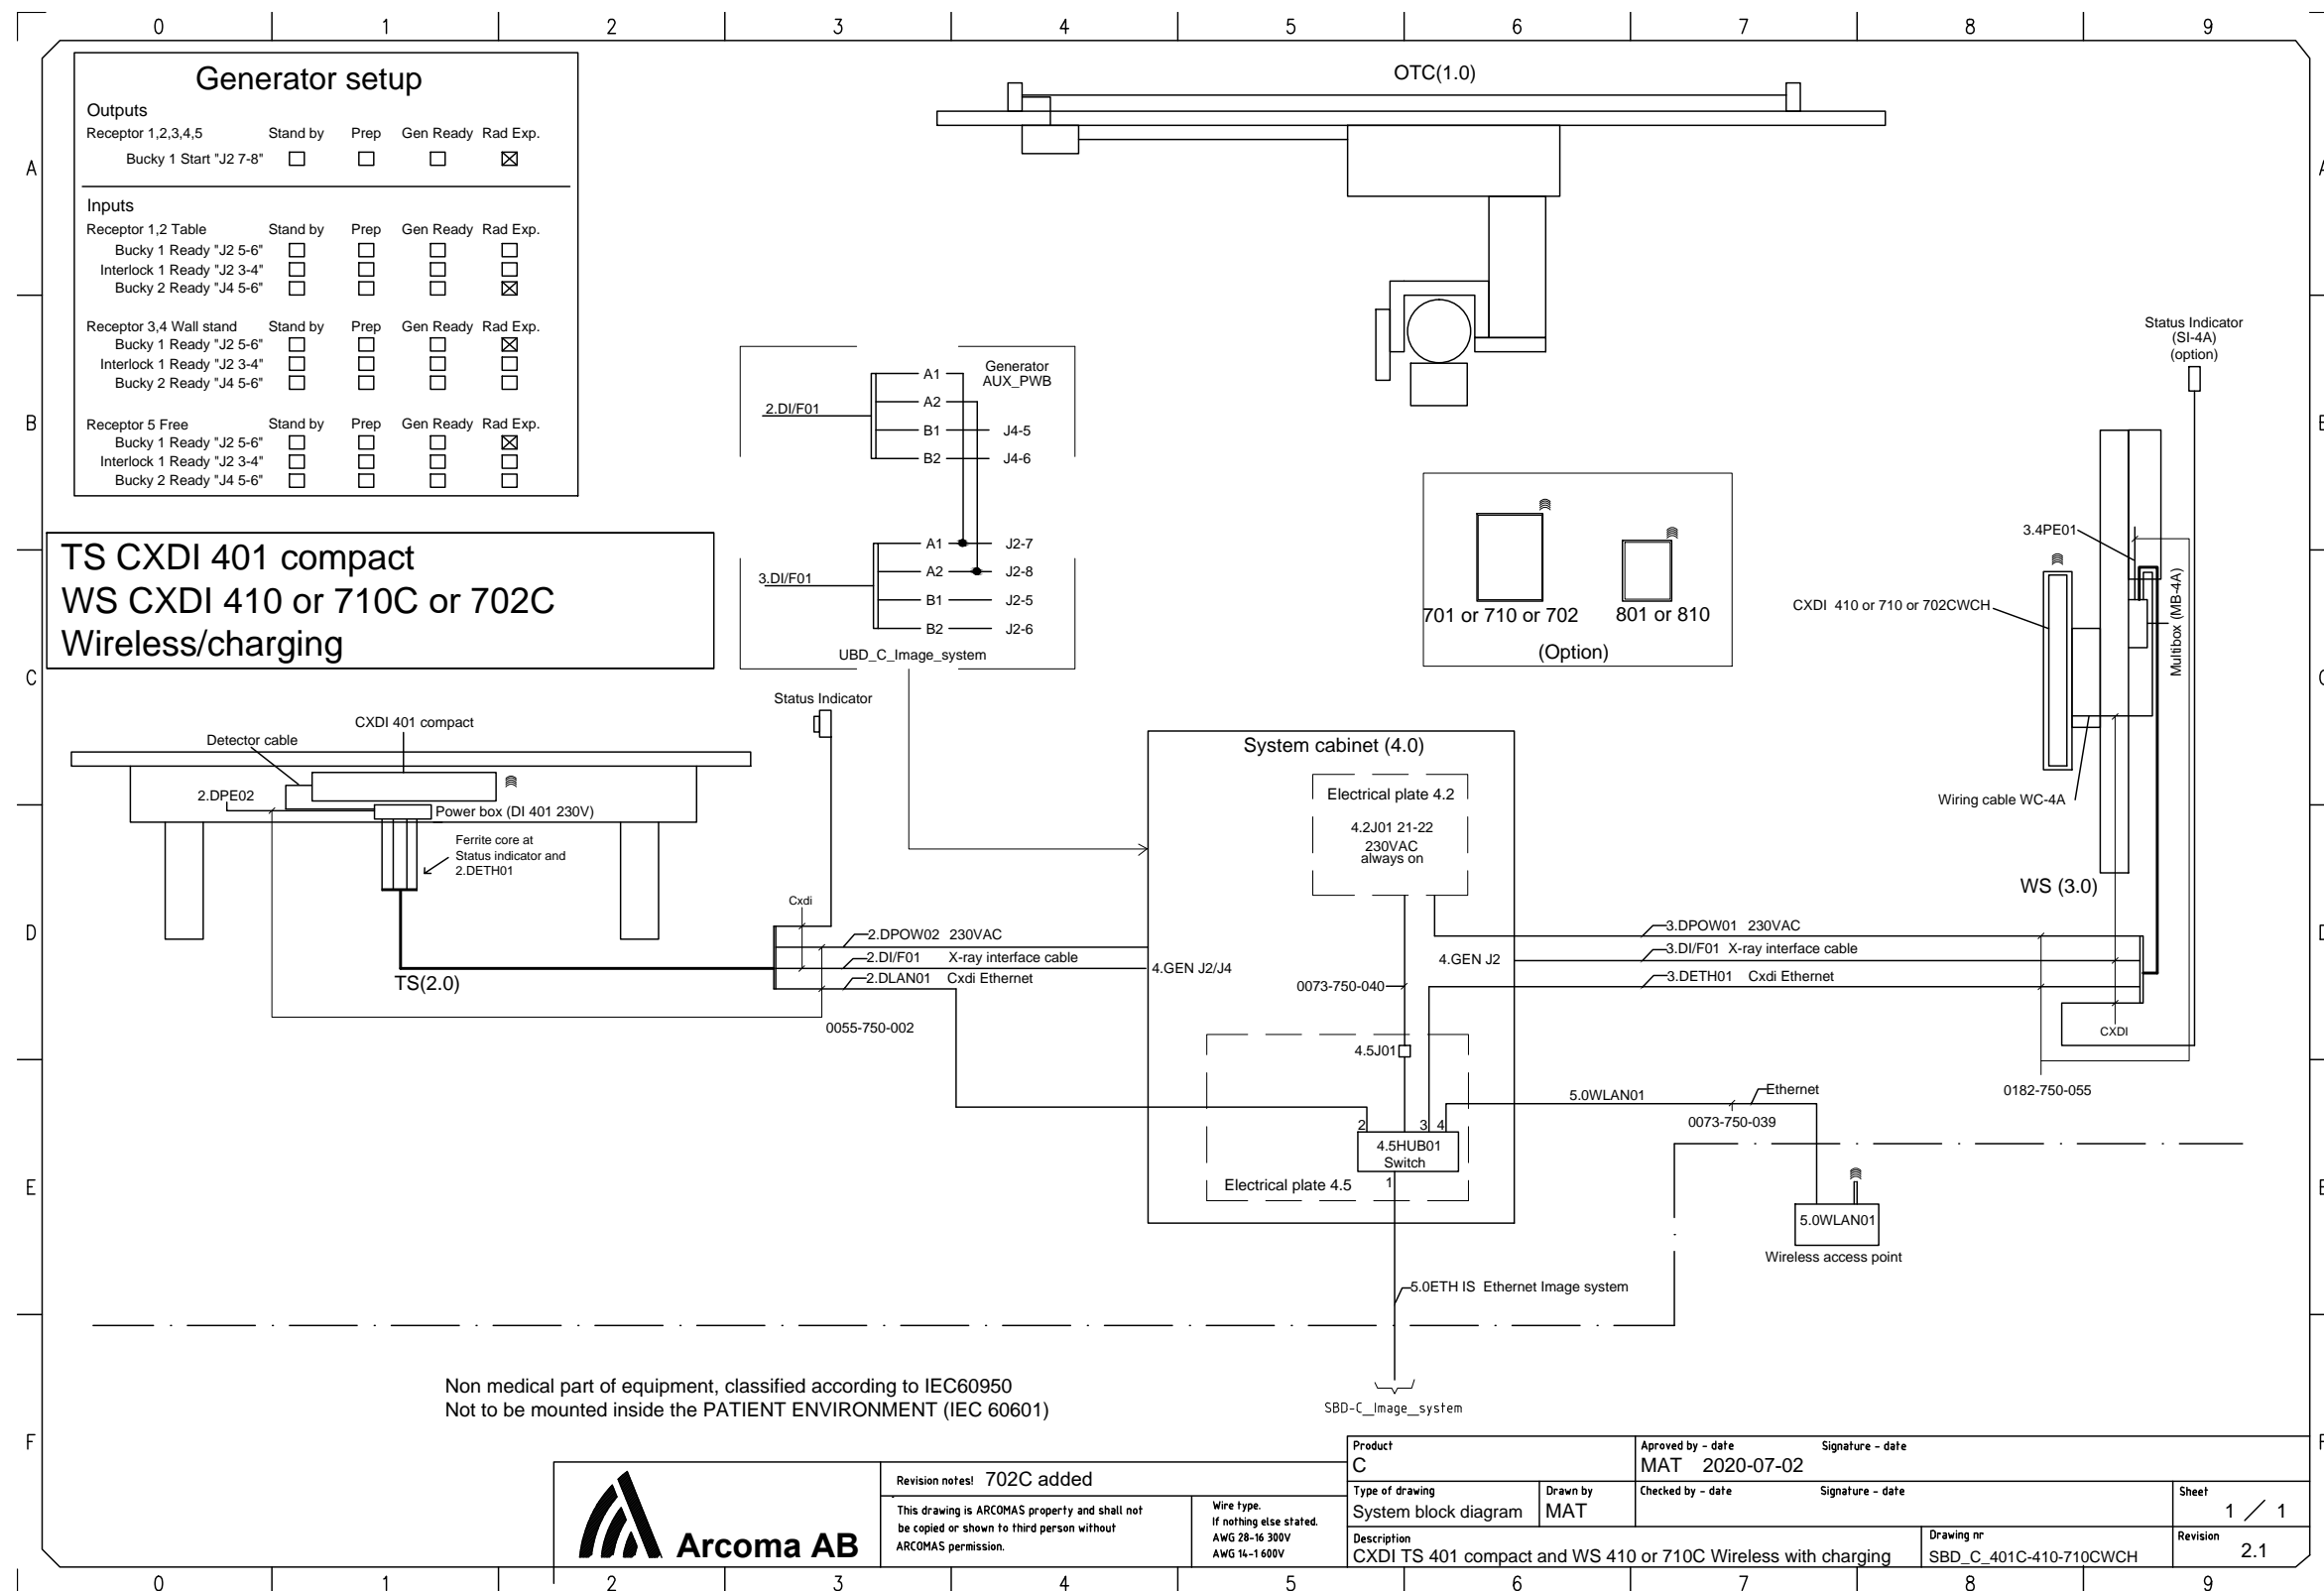 0 1 2 3 4 5 6 7 8 9
A
B
C
D
E
F
Generator setup
Outputs
Receptor 1,2,3,4,5 Stand by Prep Gen Ready Rad Exp.
Bucky 1 Start "J2 7-8"
Inputs
Receptor 1,2 Table Stand by Prep Gen Ready Rad Exp.
Bucky 1 Ready "J2 5-6"
Interlock 1 Ready "J2 3-4"
Bucky 2 Ready "J4 5-6"
Receptor 3,4 Wall stand Stand by Prep Gen Ready Rad Exp.
Bucky 1 Ready "J2 5-6"
Interlock 1 Ready "J2 3-4"
Bucky 2 Ready "J4 5-6"
Receptor 5 Free Stand by Prep Gen Ready Rad Exp.
Bucky 1 Ready "J2 5-6"
Interlock 1 Ready "J2 3-4"
Bucky 2 Ready "J4 5-6"
TS CXDI 401 compact
WS CXDI 410 or 710C or 702C
Wireless/charging
OTC(1.0)
Generator
AUX_PWB
2.DI/F01
A1
A2
B1 J4-5
B2 J4-6
3.DI/F01
A1 J2-7
A2 J2-8
B1 J2-5
B2 J2-6
UBD_C_Image_system
701 or 710 or 702
801 or 810
(Option)
Status Indicator
(SI-4A)
(option)
3.4PE01
CXDI 410 or 710 or 702CWCH
Multibox (MB-4A)
Wiring cable WC-4A
WS (3.0)
Status Indicator
CXDI 401 compact
Detector cable
2.DPE02
Power box (DI 401 230V)
Ferrite core at
Status indicator and
2.DETH01
TS(2.0)
Cxdi
2.DPOW02 230VAC
2.DI/F01 X-ray interface cable
2.DLAN01 Cxdi Ethernet
0055-750-002
System cabinet (4.0)
Electrical plate 4.2
4.2J01 21-22
230VAC
always on
4.GEN J2/J4
4.GEN J2
0073-750-040
4.5J01
2 3 4
4.5HUB01
Switch
1
Electrical plate 4.5
3.DPOW01 230VAC
3.DI/F01 X-ray interface cable
3.DETH01 Cxdi Ethernet
CXDI
0182-750-055
5.0WLAN01
Ethernet
0073-750-039
5.0WLAN01
Wireless access point
5.0ETH IS Ethernet Image system
SBD-C_Image_system
Non medical part of equipment, classified according to IEC60950
Not to be mounted inside the PATIENT ENVIRONMENT (IEC 60601)
Arcoma AB
Revision notes! 702C added
This drawing is ARCOMAS property and shall not
be copied or shown to third person without
ARCOMAS permission.
Wire type.
If nothing else stated.
AWG 28-16 300V
AWG 14-1 600V
Product
C
Aproved by - date Signature - date
MAT 2020-07-02
Type of drawing
System block diagram
Drawn by
MAT
Checked by - date Signature - date
Sheet
1 / 1
Description
CXDI TS 401 compact and WS 410 or 710C Wireless with charging
Drawing nr
SBD_C_401C-410-710CWCH
Revision
2.1
0 1 2 3 4 5 6 7 8 9
A
B
C
D
E
F